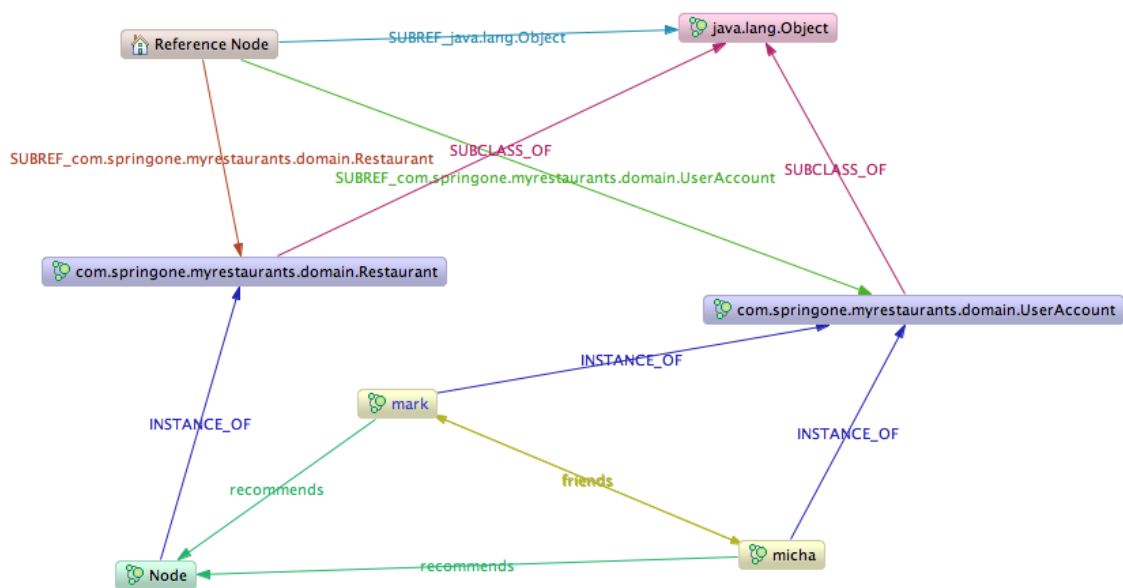 java.lang.Object
Reference Node
SUBREF_java.lang.Object
SUBREF_com.springone.myrestaurants.domain.Restaurant
SUBCLASS_OF
SUBREF_com.springone.myrestaurants.domain.UserAccount
SUBCLASS_OF
com.springone.myrestaurants.domain.Restaurant
com.springone.myrestaurants.domain.UserAccount
INSTANCE_OF
mark
INSTANCE_OF
INSTANCE_OF
friends
recommends
micha
recommends
Node